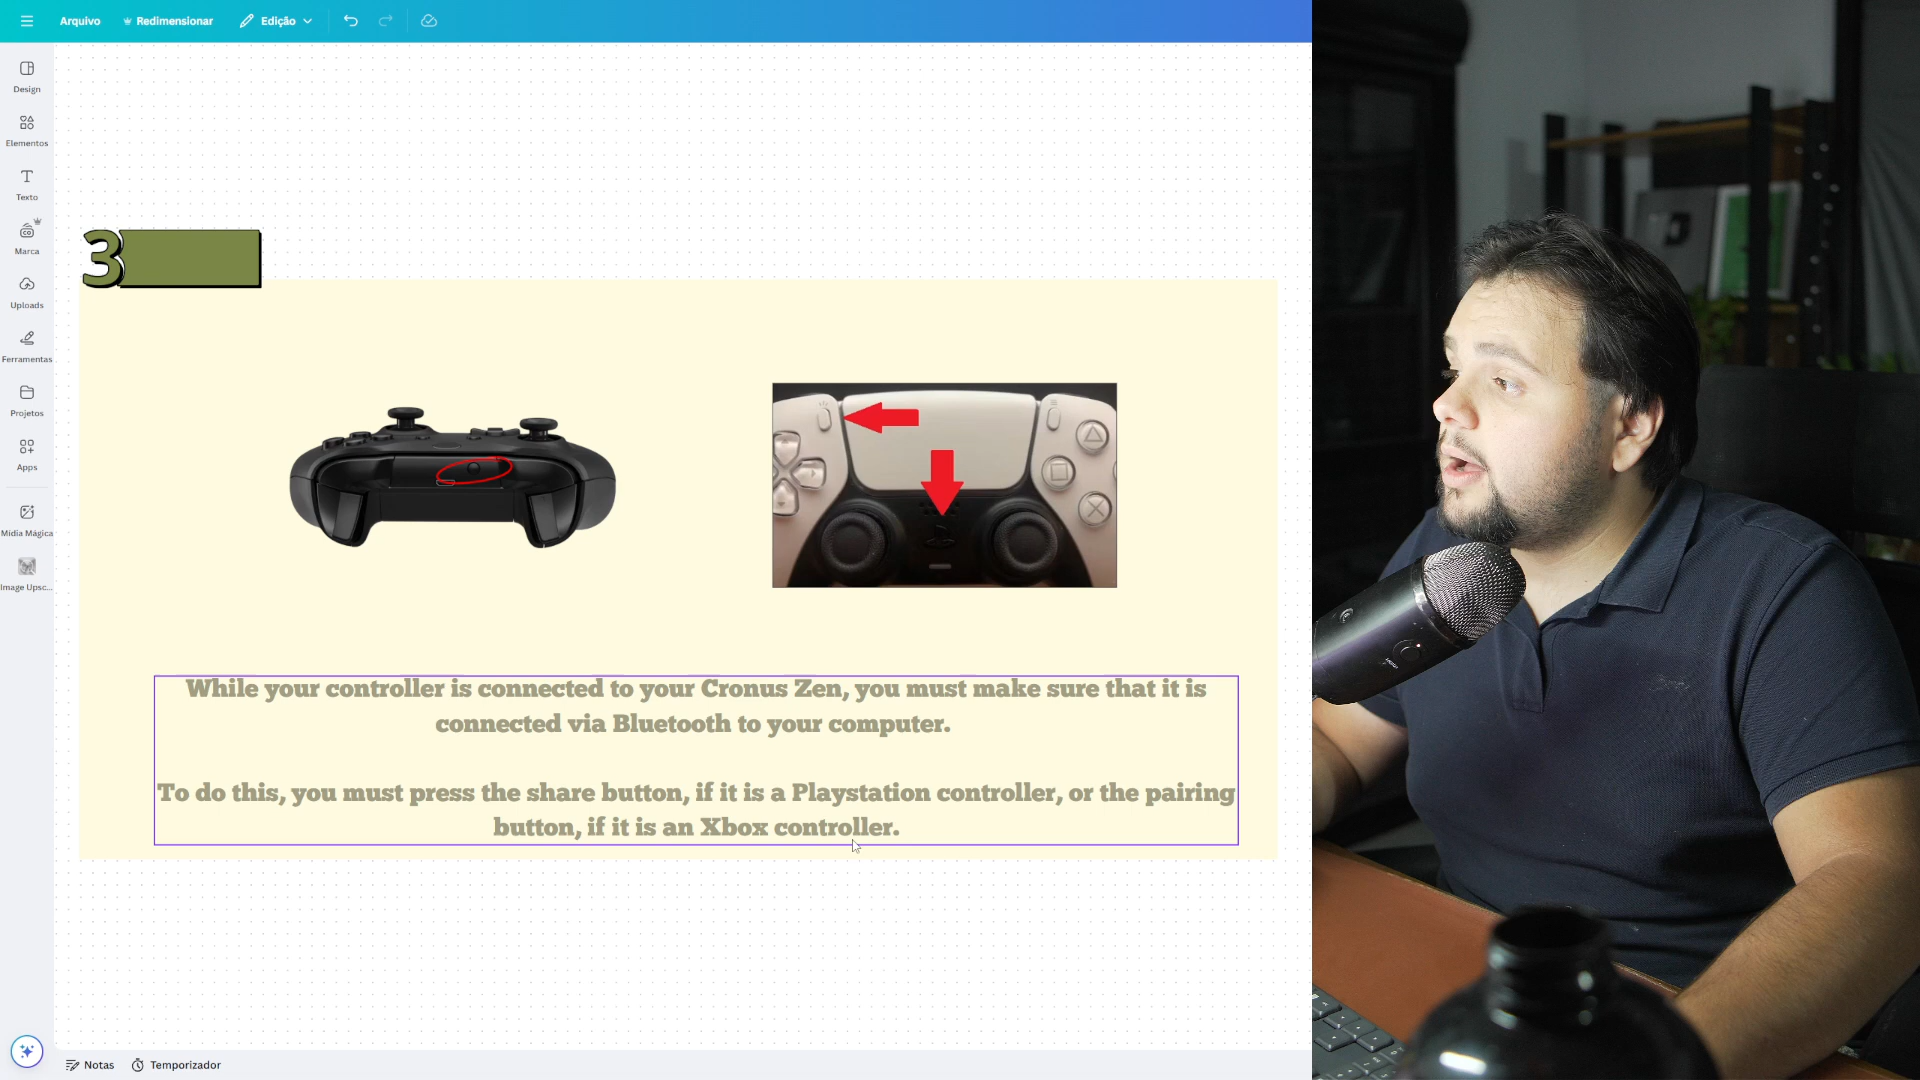 Arquivo
Redimensionar
Edição
Design
Elementos
Texto
Marca
Uploads
Ferramentas
Projetos
Apps
Mídia Mágica
Image Upsc...
3
While your controller is connected to your Cronus Zen, you must make sure that it is
connected via Bluetooth to your computer.
To do this, you must press the share button, if it is a Playstation controller, or the pairing
button, if it is an Xbox controller.
Notas
Temporizador